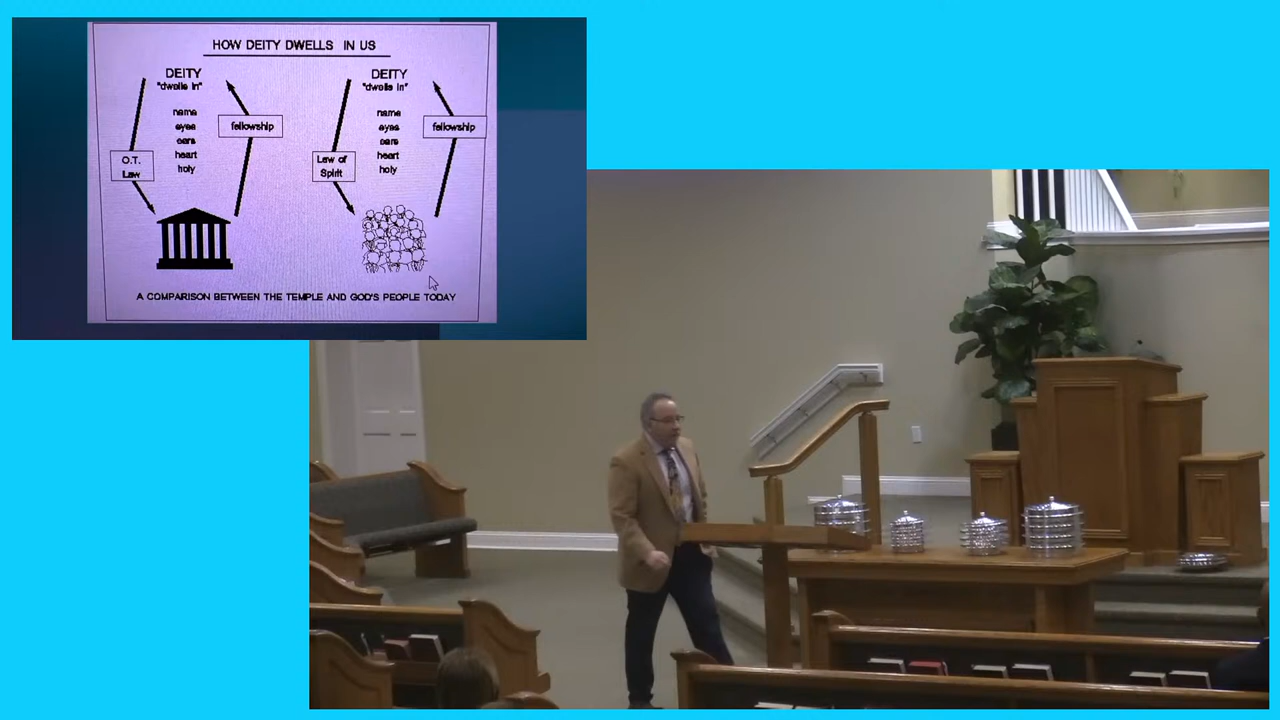 HOW DEITY DWELLS IN US
DEITY
"dwells in"
name
eyes
ears
heart
holy
O.T.
Law
fellowship
DEITY
"dwells in"
name
eyes
ears
heart
holy
Law of
Spirit
fellowship
A COMPARISON BETWEEN THE TEMPLE AND GOD'S PEOPLE TODAY